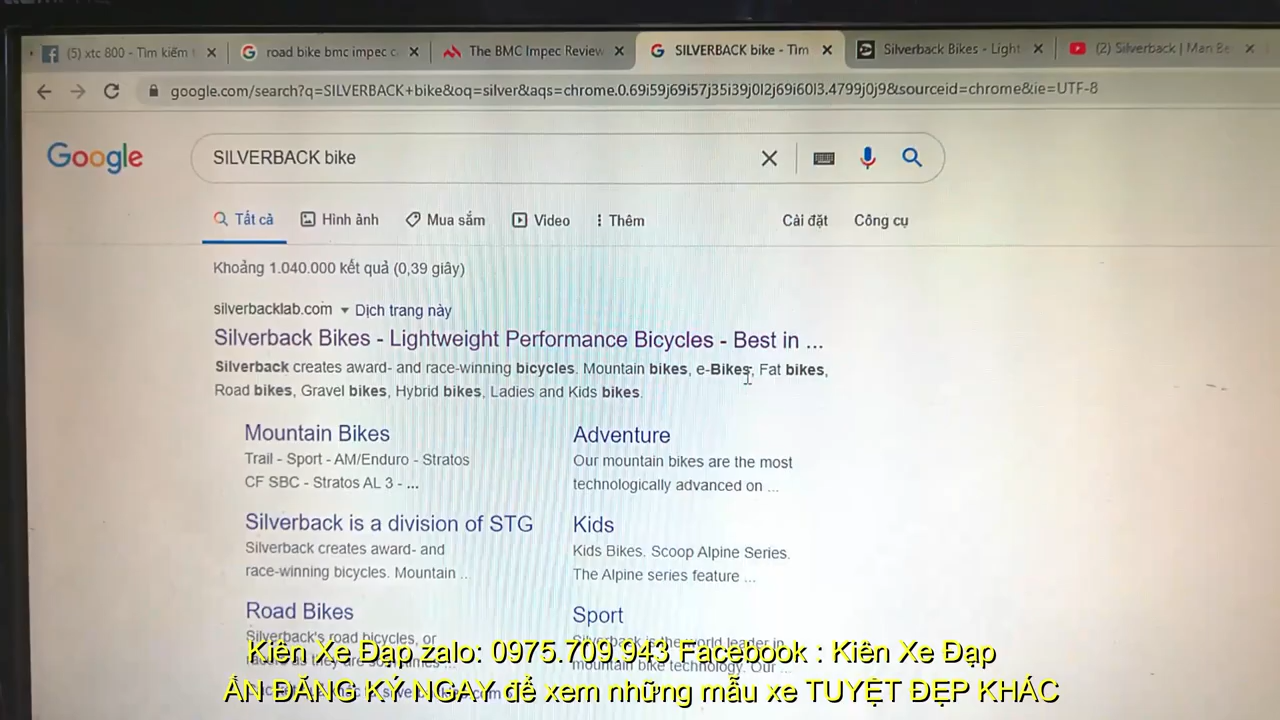 (5) xtc 800 - Tìm kiếm
road bike bmc impec c
The BMC Impec Review
SILVERBACK bike - Tìm
Silverback Bikes - Light
(2) Silverback | Man Be
google.com/search?q=SILVERBACK+bike&oq=silver&aqs=chrome.0.69i59j69i57j35i39j0l2j69i60l3.4799j0j9&sourceid=chrome&ie=UTF-8
Google
SILVERBACK bike
Tất cả Hình ảnh Mua sắm Video Thêm Cài đặt Công cụ
Khoảng 1.040.000 kết quả (0,39 giây)
silverbacklab.com Dịch trang này
Silverback Bikes - Lightweight Performance Bicycles - Best in ...
Silverback creates award- and race-winning bicycles. Mountain bikes, e-Bikes, Fat bikes,
Road bikes, Gravel bikes, Hybrid bikes, Ladies and Kids bikes.
Mountain Bikes
Trail - Sport - AM/Enduro - Stratos
CF SBC - Stratos AL 3 - ...
Adventure
Our mountain bikes are the most
technologically advanced on ...
Silverback is a division of STG
Silverback creates award- and
race-winning bicycles. Mountain ..
Kids
Kids Bikes. Scoop Alpine Series.
The Alpine series feature ...
Road Bikes
Silverback's road bicycles, or
Sport
Silverback is the world leader in
mountain bike technology. Our ...
Kiên Xe Đạp zalo: 0975.709.943 Facebook : Kiên Xe Đạp
ẤN ĐĂNG KÝ NGAY để xem những mẫu xe TUYỆT ĐẸP KHÁC